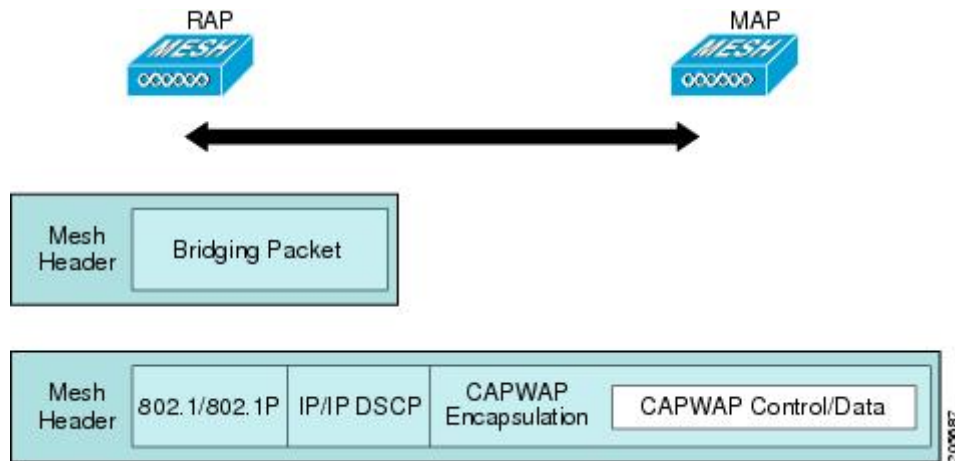 RAP
MAP
MESH
MESH
Mesh
Header
Bridging Packet
Mesh
Header
802.1/802.1P
IP/IP DSCP
CAPWAP
Encapsulation
CAPWAP Control/Data